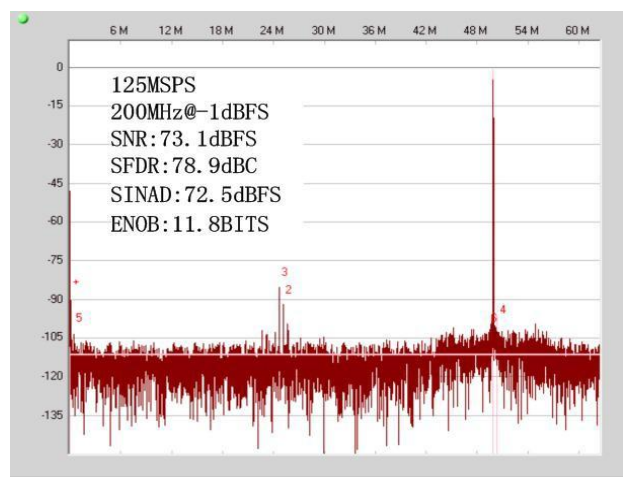 6 M 12 M 18 M 24 M 30 M 36 M 42 M 48 M 54 M 60 M
0
-15
-30
-45
-60
-75
-90
-105
-120
-135
125MSPS
200MHz@-1dBFS
SNR:73.1dBFS
SFDR:78.9dBC
SINAD:72.5dBFS
ENOB:11.8BITS
3
2
+
5
4